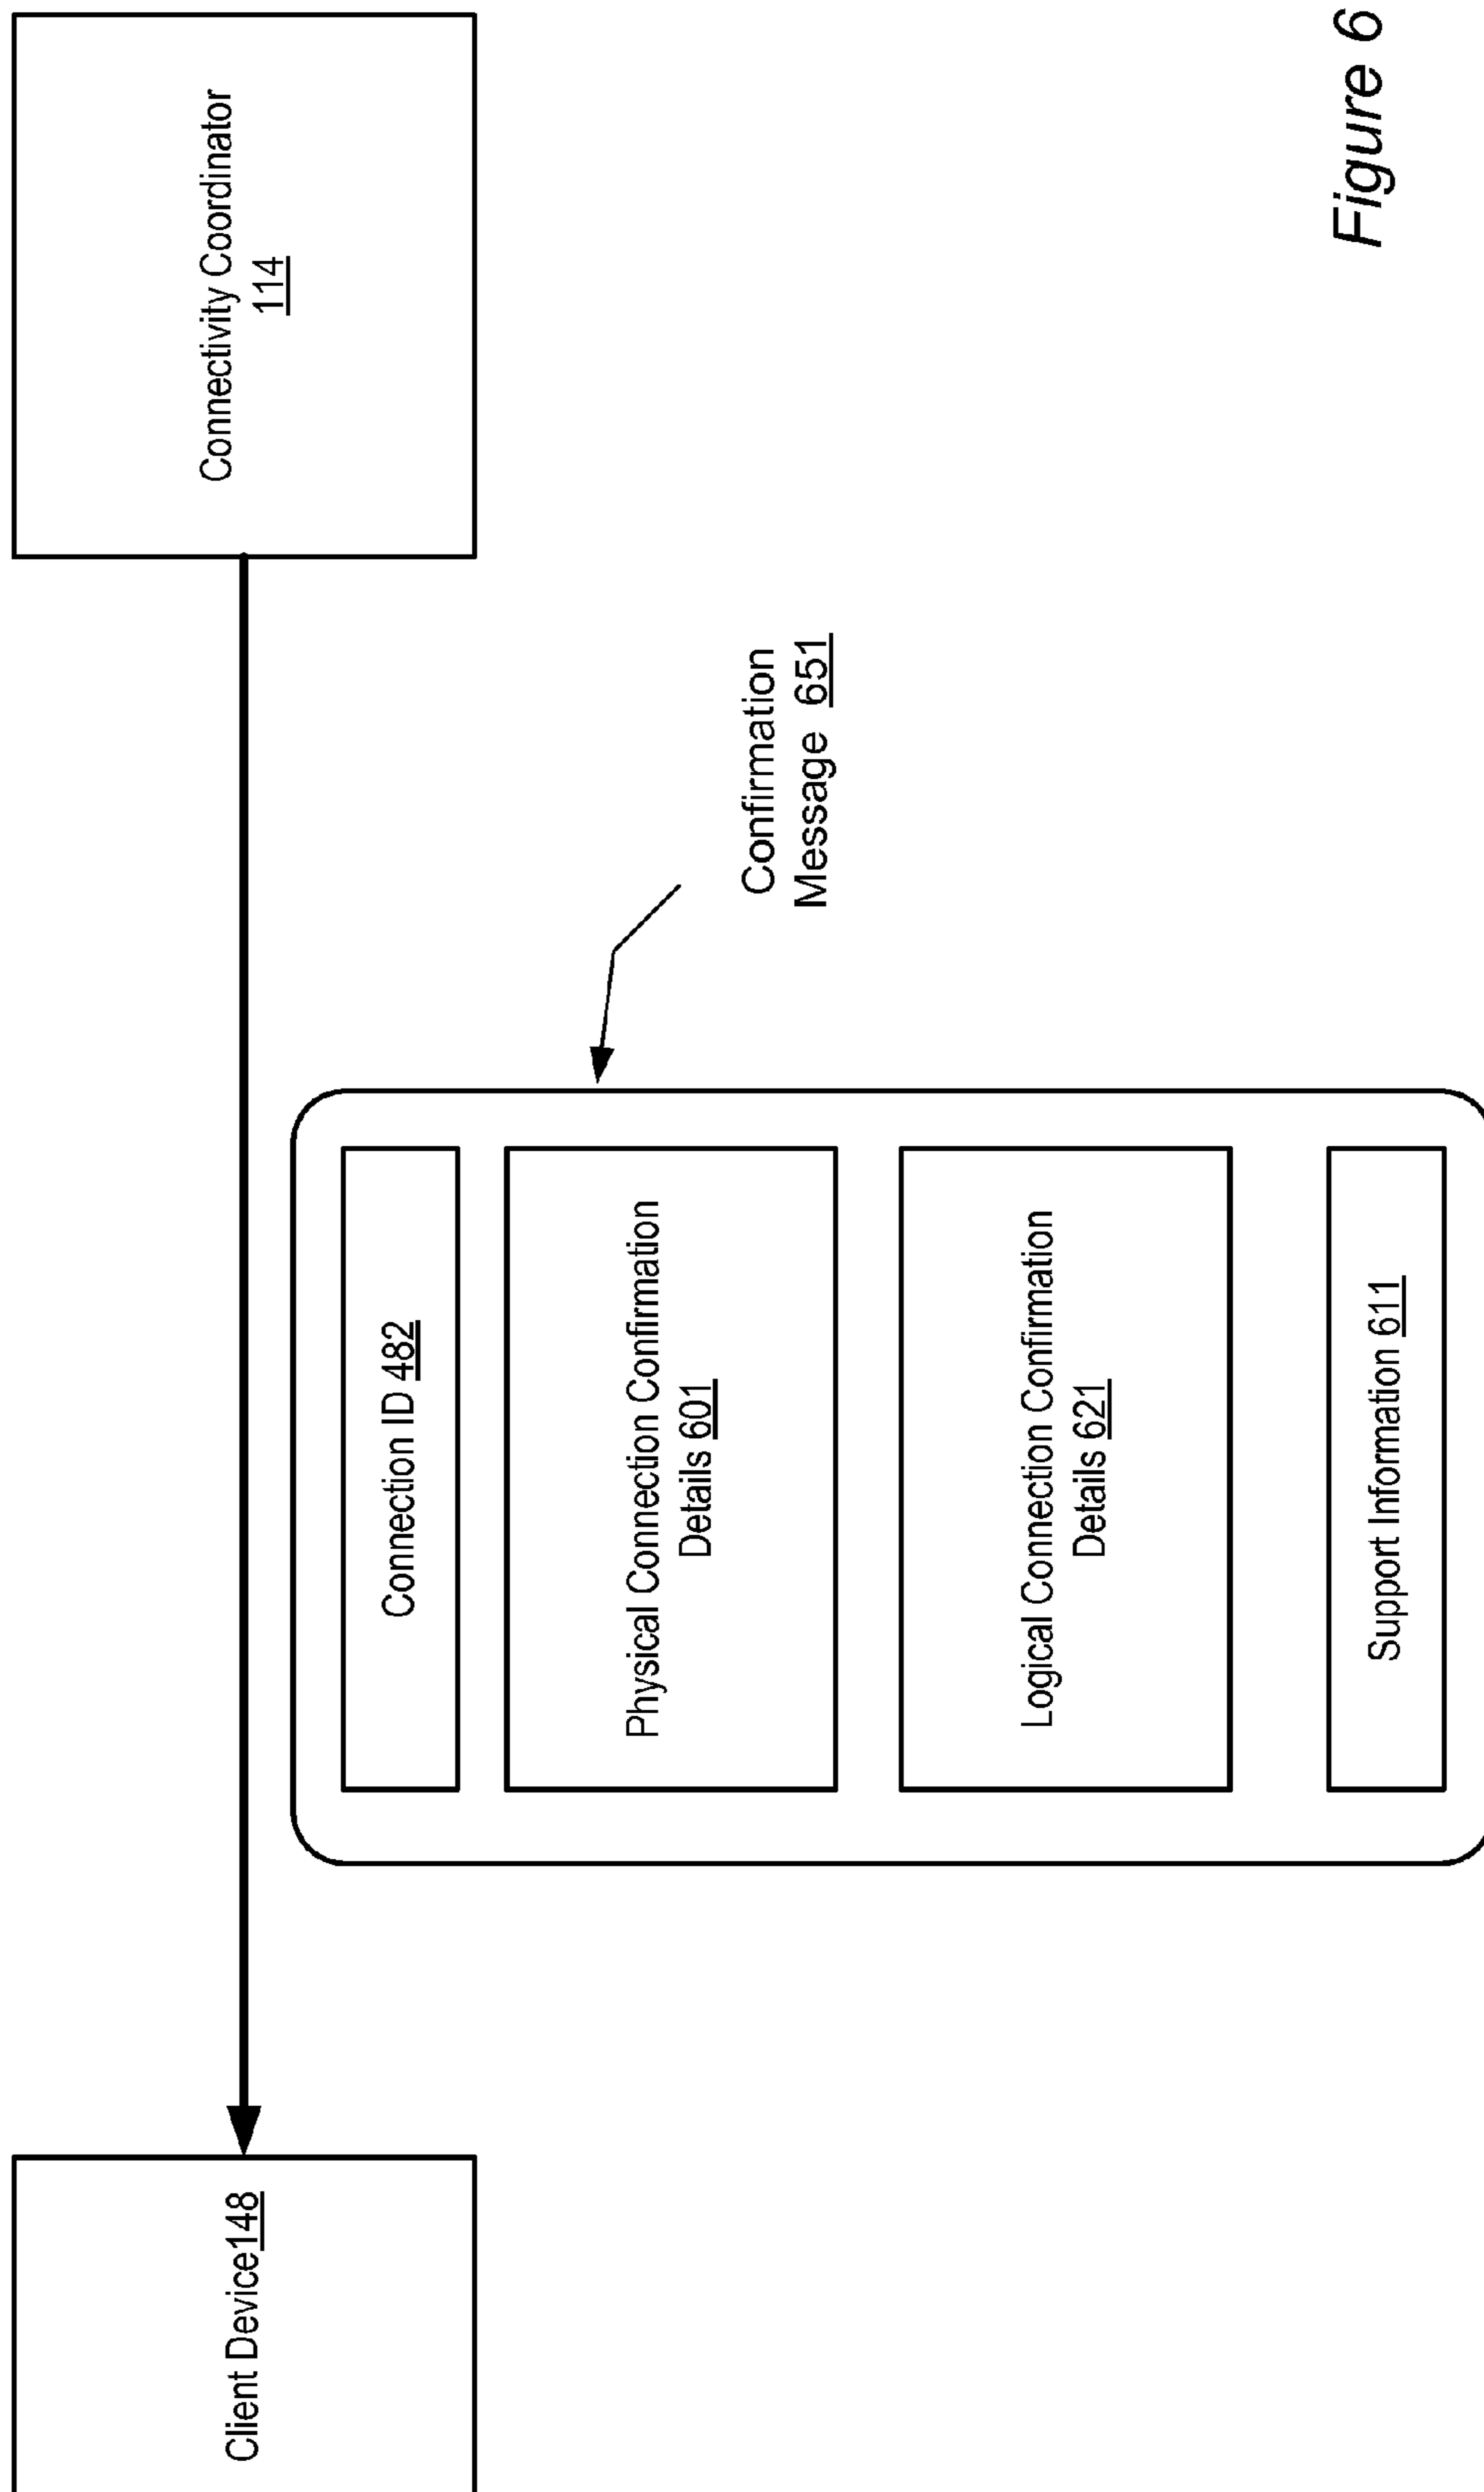 Client Device148
Connectivity Coordinator
114
Confirmation
Message 651
Connection ID 482
Physical Connection Confirmation
Details 601
Logical Connection Confirmation
Details 621
Support Information 611
Figure 6